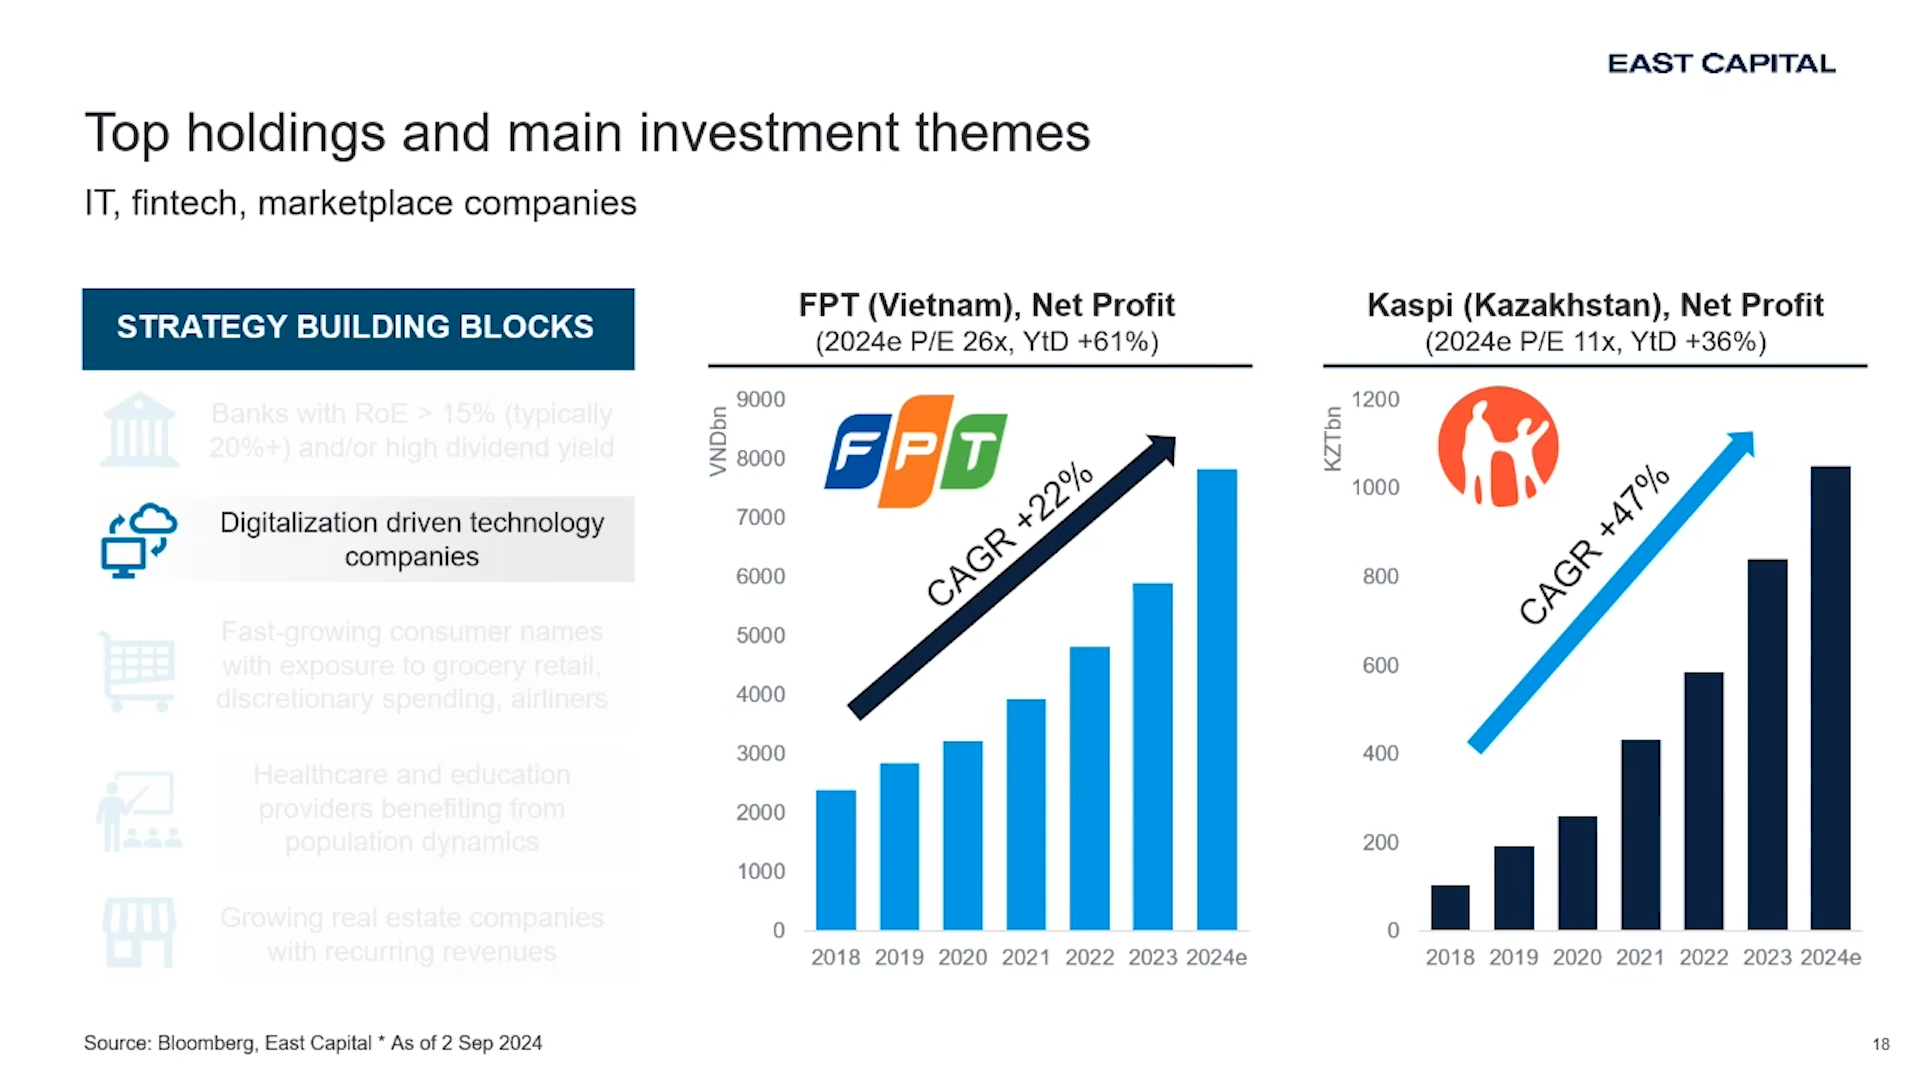 EAST CAPITAL
Top holdings and main investment themes
IT, fintech, marketplace companies
STRATEGY BUILDING BLOCKS
Banks with RoE > 15% (typically
20%+) and/or high dividend yield
Digitalization driven technology
companies
Fast-growing consumer names
with exposure to grocery retail,
discretionary spending, airliners
Healthcare and education
providers benefiting from
population dynamics
Growing real estate companies
with recurring revenues
FPT (Vietnam), Net Profit
(2024e P/E 26x, YtD +61%)
VNDbn
9000
8000
7000
6000
5000
4000
3000
2000
1000
0
FPT
CAGR +22%
2018 2019 2020 2021 2022 2023 2024e
Kaspi (Kazakhstan), Net Profit
(2024e P/E 11x, YtD +36%)
KZTbn
1200
1000
800
600
400
200
0
CAGR +47%
2018 2019 2020 2021 2022 2023 2024e
Source: Bloomberg, East Capital * As of 2 Sep 2024
18